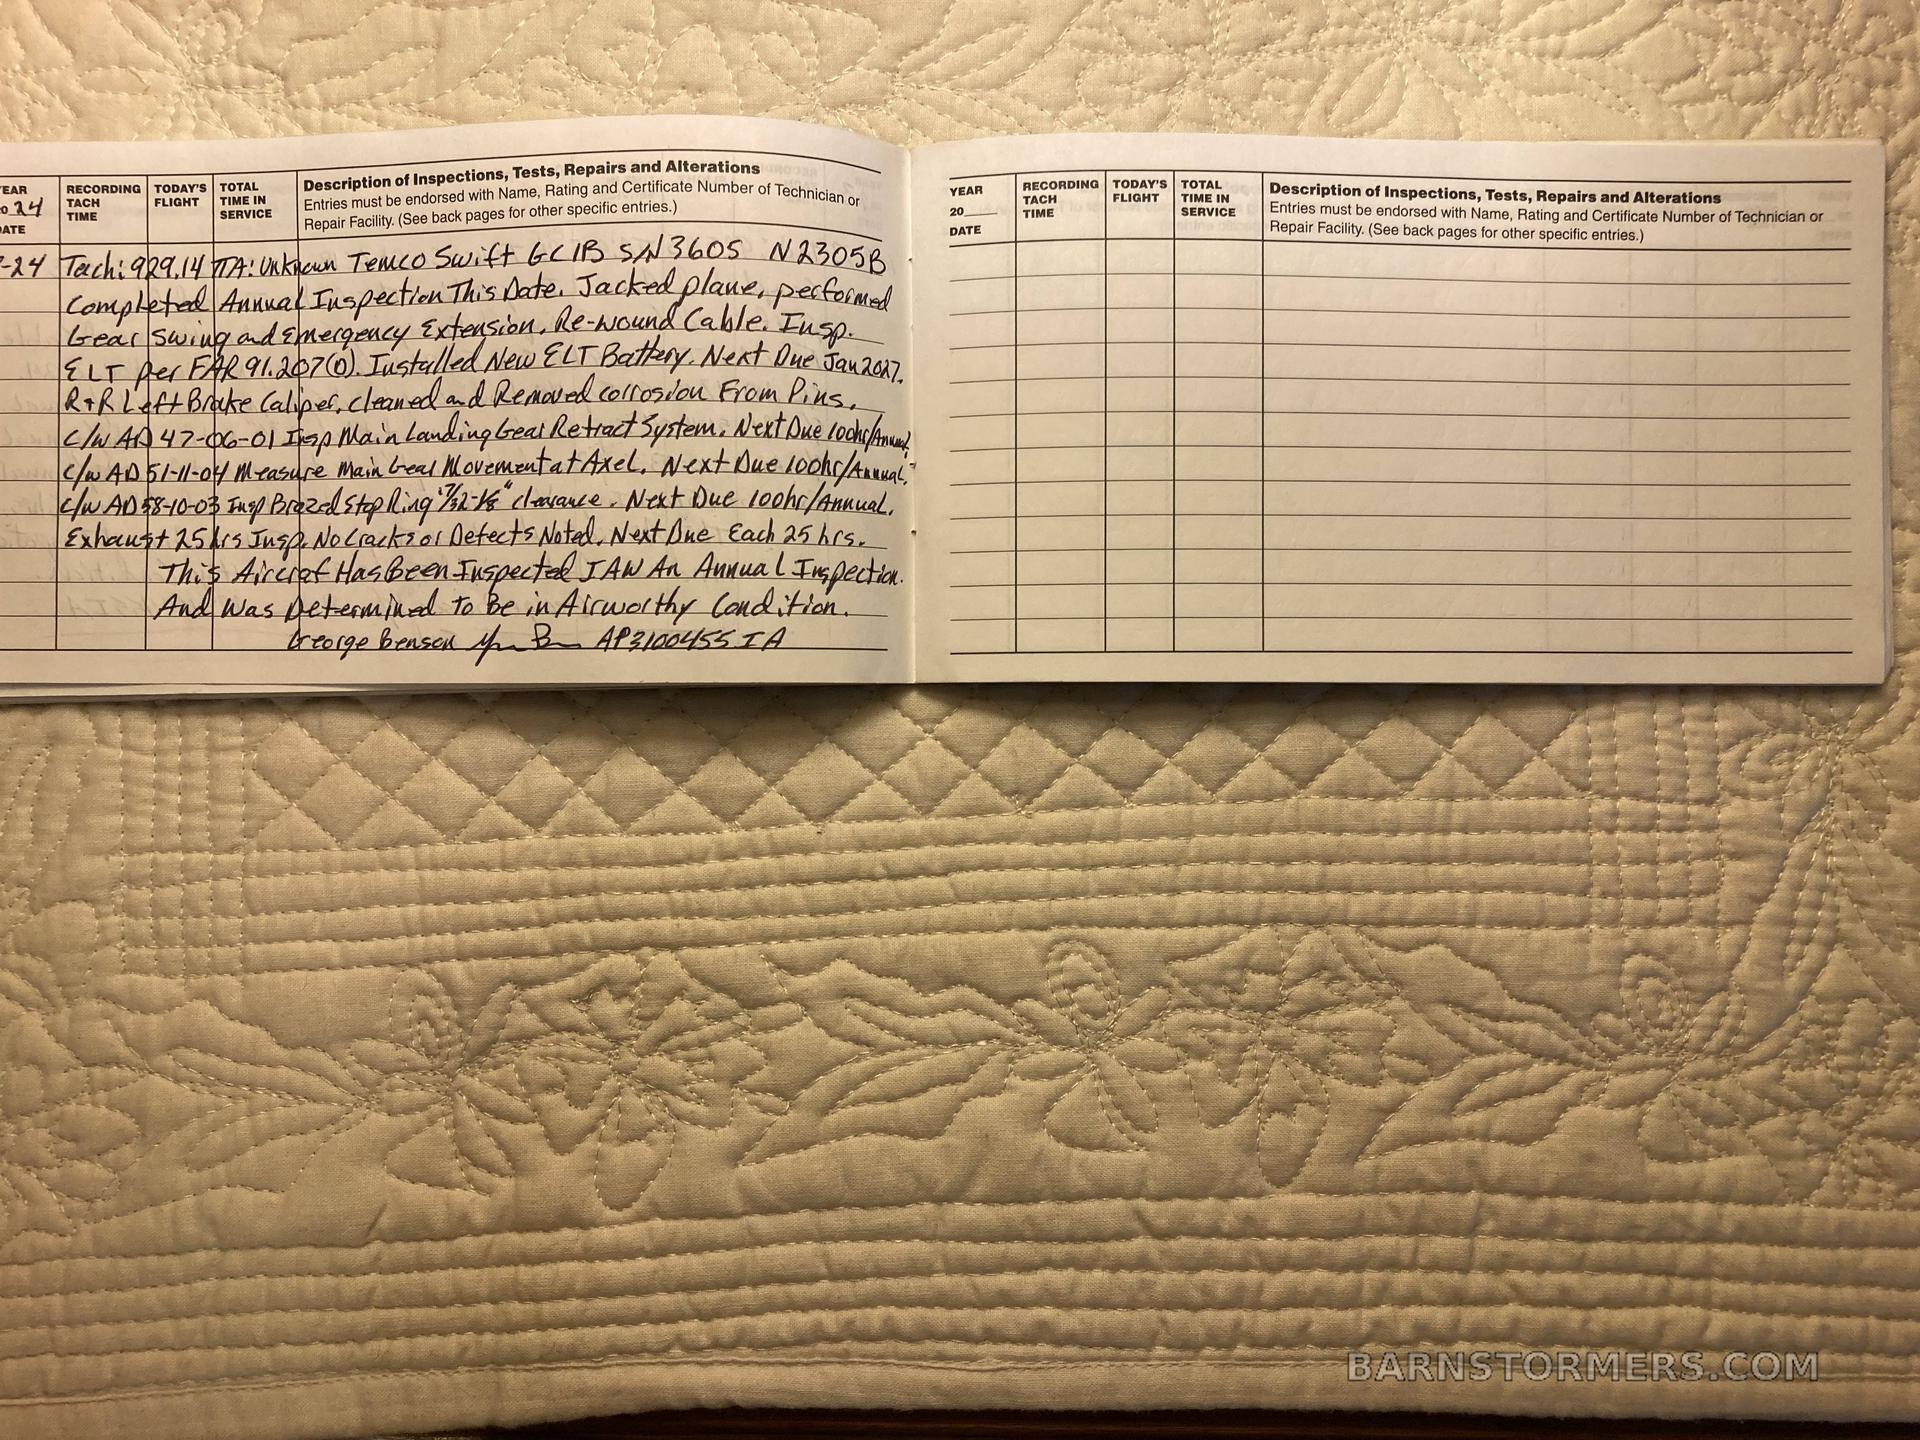 YEAR
2024
DATE
RECORDING
TACH
TIME
TODAY'S
FLIGHT
TOTAL
TIME IN
SERVICE
Description of Inspections, Tests, Repairs and Alterations
Entries must be endorsed with Name, Rating and Certificate Number of Technician or
Repair Facility. (See back pages for other specific entries.)
-24 Tach: 929.14 TTA: Unknown Temco Swift GC1B S/N 3605 N2305B
Completed Annual Inspection This Date. Jacked plane, performed
Gear Swing and Emergency Extension. Re-wound Cable. Insp.
ELT per FAR 91.207(D). Installed New ELT Battery. Next Due Jan 2027.
R+R Left Brake Caliper, cleaned and Removed corrosion From Pins.
C/W AD 47-06-01 Insp Main Landing Gear Retract System. Next Due 100hr/Annual.
C/W AD 51-11-04 Measure Main Gear Movement at Axel. Next Due 100hr/Annual.
C/W AD 58-10-03 Insp Brazed Stop Ring 7/32-1/8" clearance. Next Due 100hr/Annual.
Exhaust 25hrs Insp. No Cracks or Defects Noted. Next Due Each 25 hrs.
This Aircraf Has Been Inspected IAW An Annual Inspection.
And Was Determined To Be in Airworthy Condition.
George Benson AP3100455 IA
YEAR
20
DATE
RECORDING
TACH
TIME
TODAY'S
FLIGHT
TOTAL
TIME IN
SERVICE
Description of Inspections, Tests, Repairs and Alterations
Entries must be endorsed with Name, Rating and Certificate Number of Technician or
Repair Facility. (See back pages for other specific entries.)
BARNSTORMERS.COM